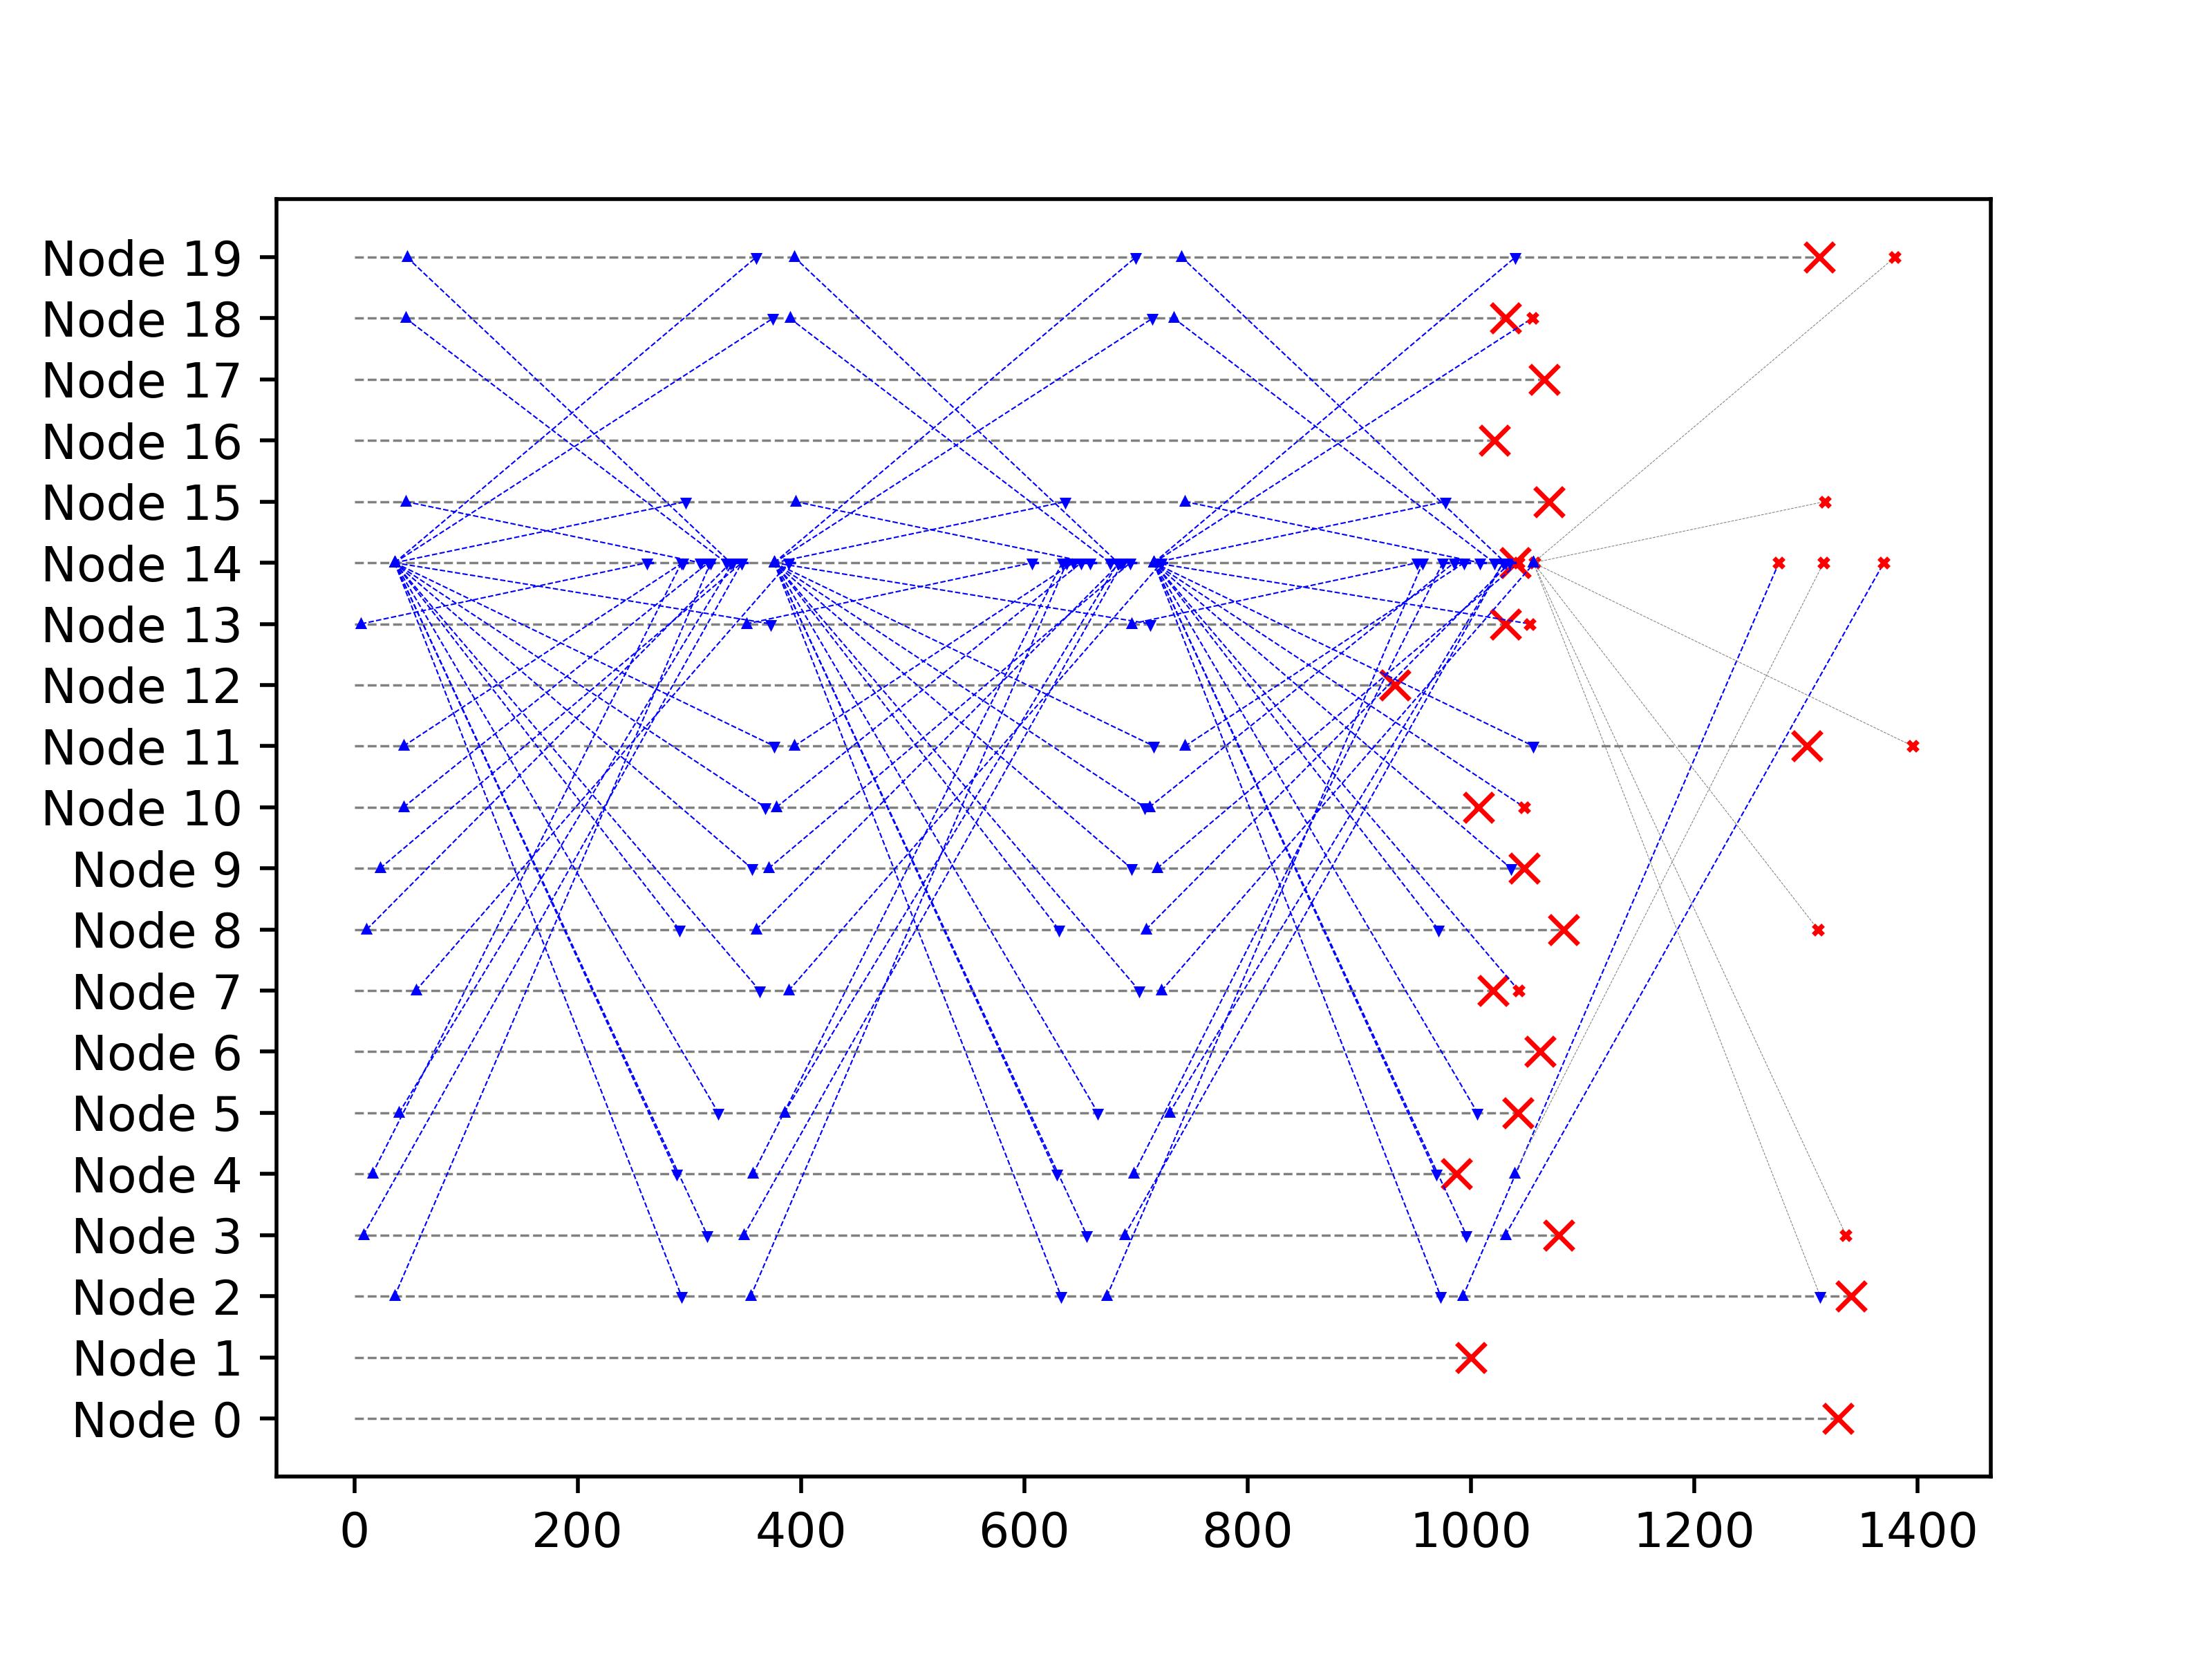 Node 19
Node 18
Node 17
Node 16
Node 15
Node 14
Node 13
Node 12
Node 11
Node 10
Node 9
Node 8
Node 7
Node 6
Node 5
Node 4
Node 3
Node 2
Node 1
Node 0
0 200 400 600 800 1000 1200 1400